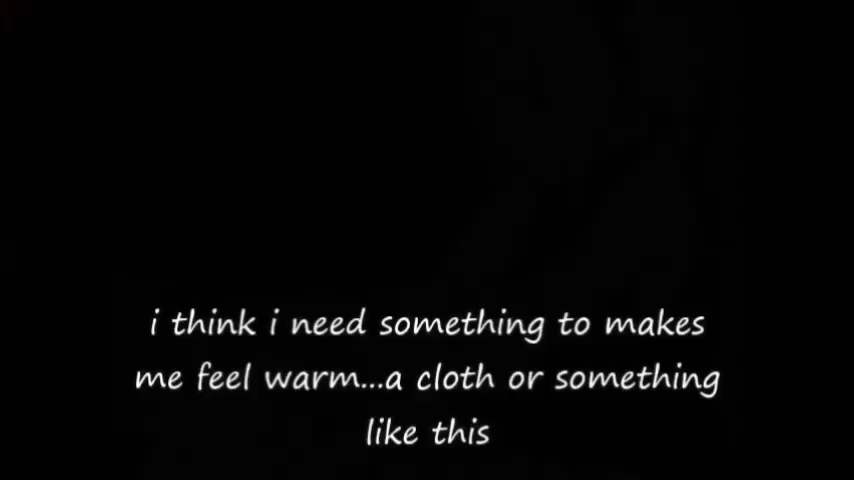 i think i need something to makes
me feel warm...a cloth or something
like this